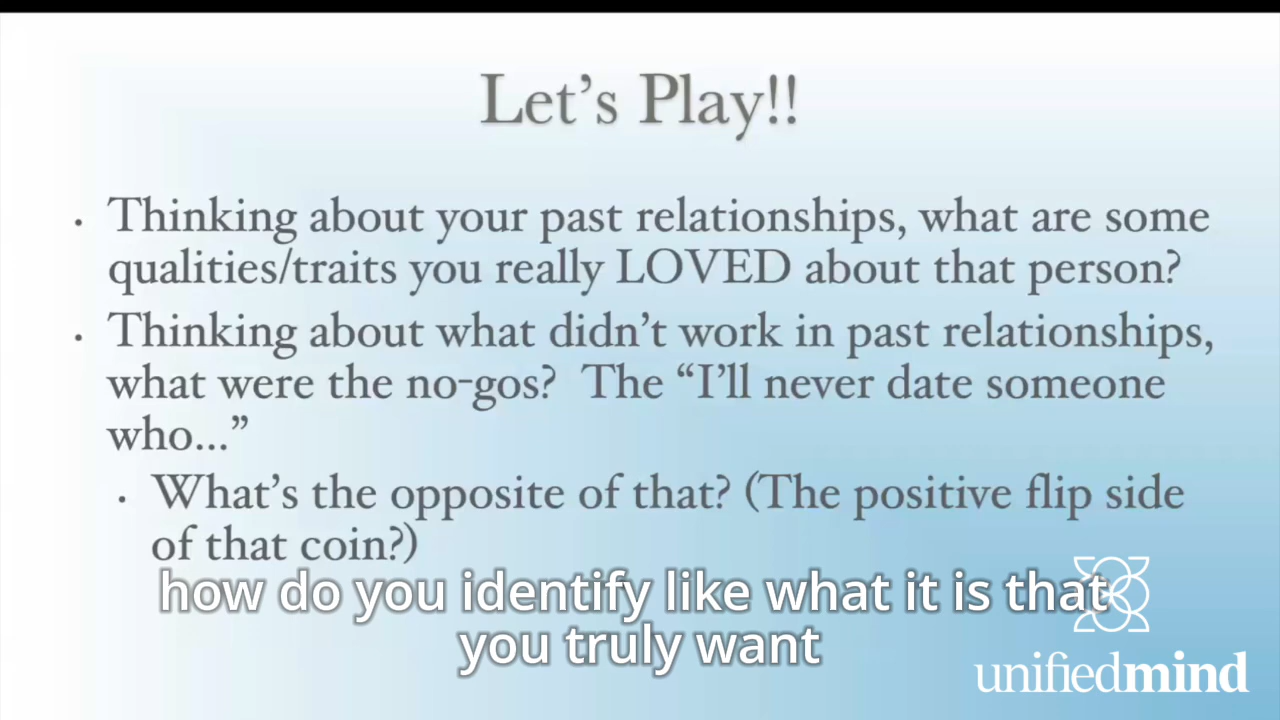 Let's Play!!
• Thinking about your past relationships, what are some
qualities/traits you really LOVED about that person?
• Thinking about what didn't work in past relationships,
what were the no-gos?  The “I'll never date someone
who...”
• What's the opposite of that? (The positive flip side
of that coin?)
how do you identify like what it is that
you truly want
unifiedmind